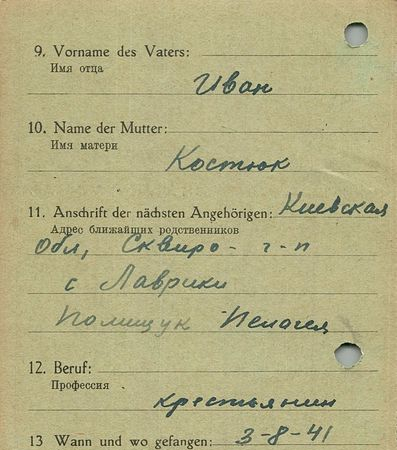 9. Vorname des Vaters:
Имя отца
Иван
10. Name der Mutter:
Имя матери
Костюк
11. Anschrift der nächsten Angehörigen: Киевская
Адрес ближайших родственников
Обл, Сквиро- г-п
с Лаврики
Полищук Пелагея
12. Beruf:
Профессия
крестьянин
13 Wann und wo gefangen: 3-8-41